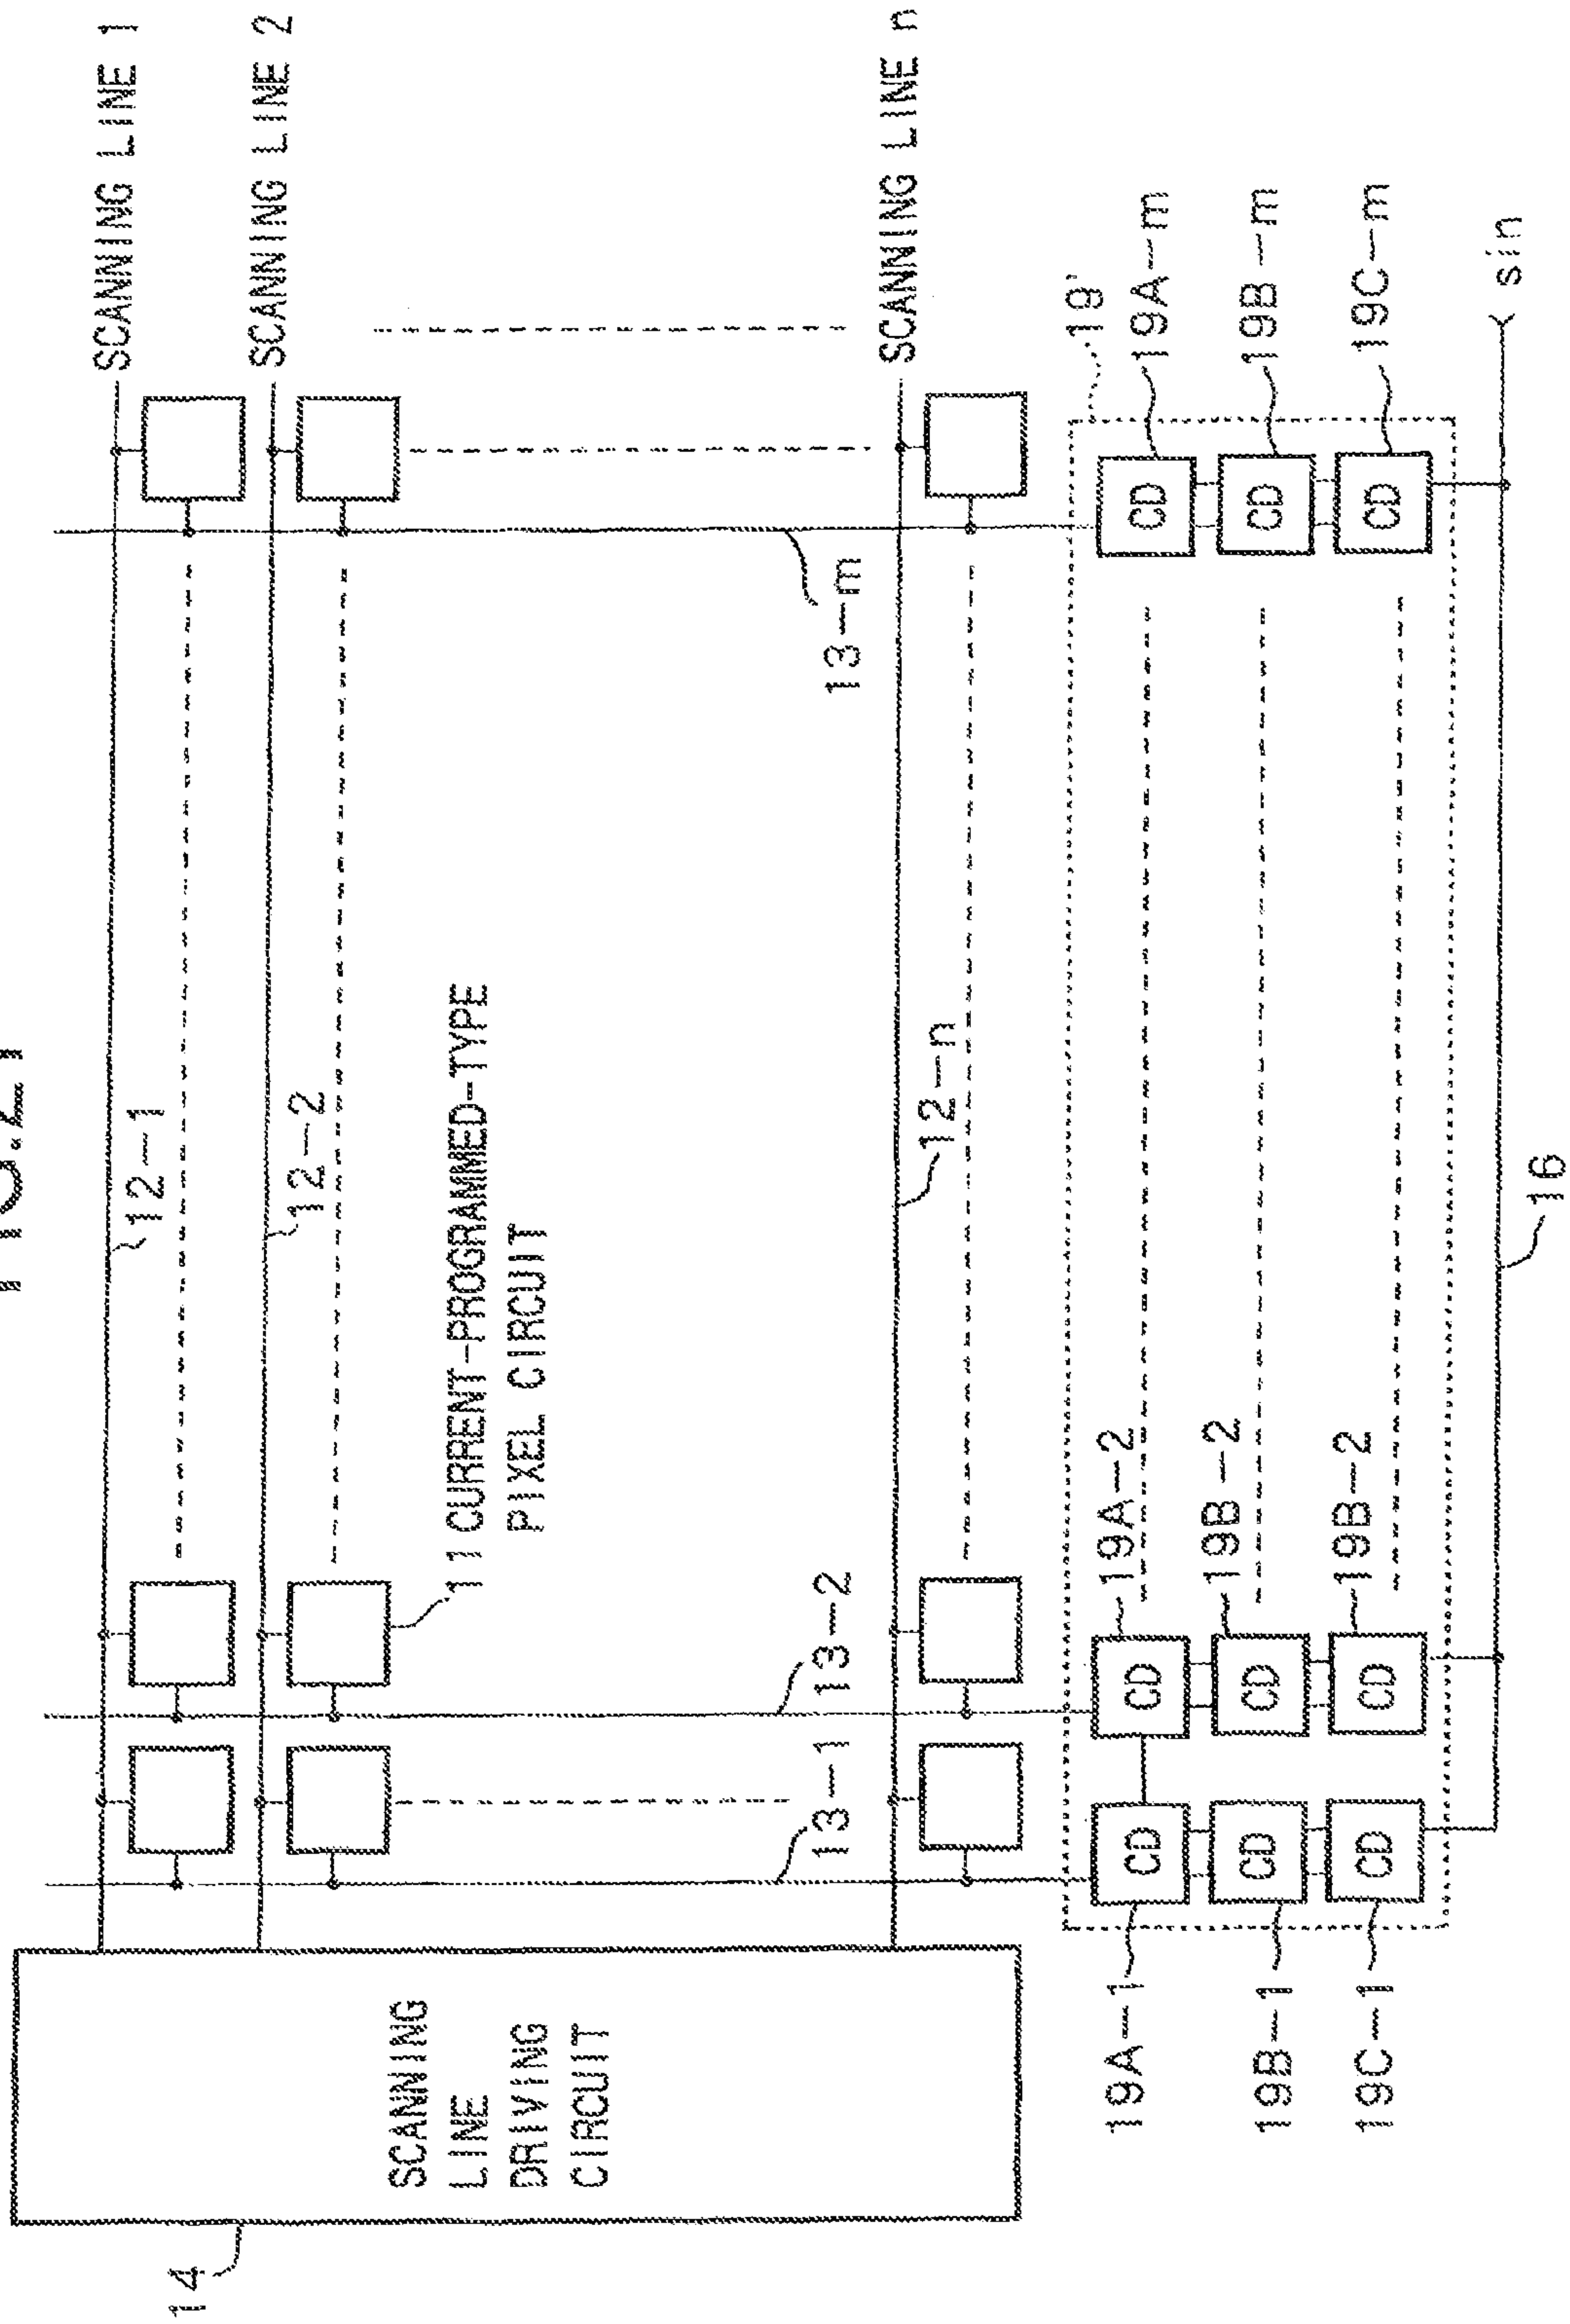 SCANNING LINE 1
12-1
SCANNING LINE 2
12-2
11 CURRENT-PROGRAMMED-TYPE
PIXEL CIRCUIT
14
SCANNING
LINE
DRIVING
CIRCUIT
13-1
13-2
13-m
SCANNING LINE n
12-n
19'
19A-1
CD
CD
19A-2
CD
19A-m
19B-1
CD
CD
19B-2
CD
19B-m
19C-1
CD
CD
19B-2
CD
19C-m
16
sin